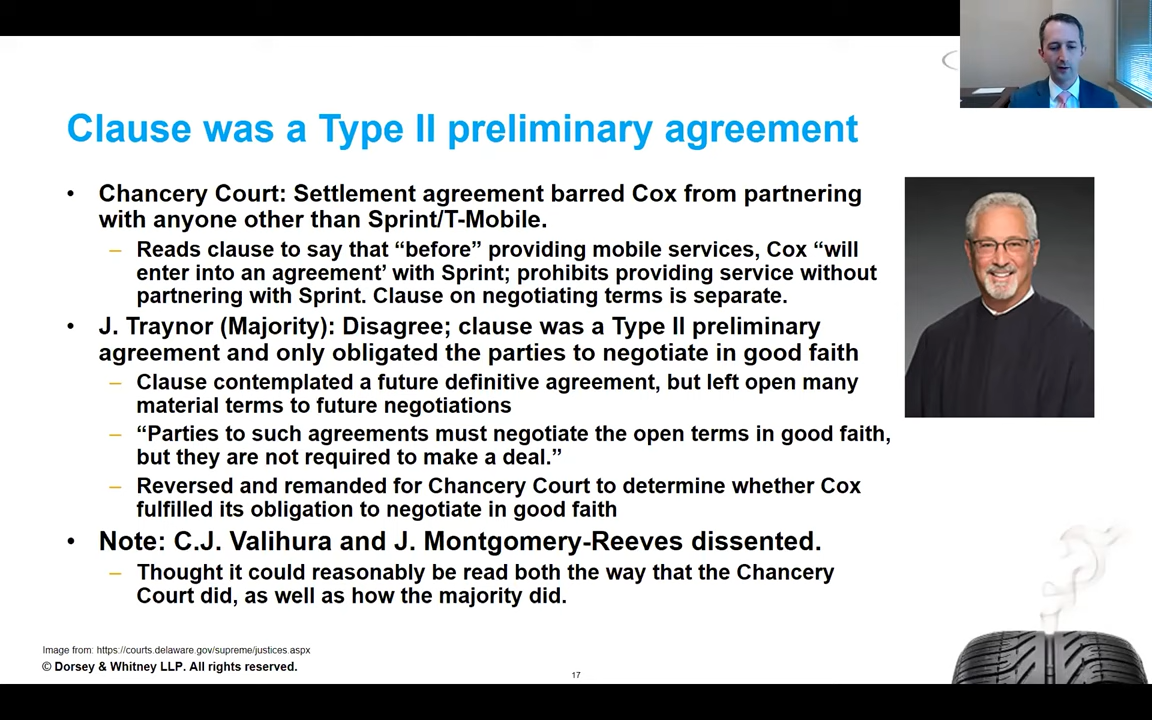 Clause was a Type II preliminary agreement
• Chancery Court: Settlement agreement barred Cox from partnering
with anyone other than Sprint/T-Mobile.
– Reads clause to say that “before” providing mobile services, Cox “will
enter into an agreement’ with Sprint; prohibits providing service without
partnering with Sprint. Clause on negotiating terms is separate.
• J. Traynor (Majority): Disagree; clause was a Type II preliminary
agreement and only obligated the parties to negotiate in good faith
– Clause contemplated a future definitive agreement, but left open many
material terms to future negotiations
– “Parties to such agreements must negotiate the open terms in good faith,
but they are not required to make a deal.”
– Reversed and remanded for Chancery Court to determine whether Cox
fulfilled its obligation to negotiate in good faith
• Note: C.J. Valihura and J. Montgomery-Reeves dissented.
– Thought it could reasonably be read both the way that the Chancery
Court did, as well as how the majority did.
Image from: https://courts.delaware.gov/supreme/justices.aspx
© Dorsey & Whitney LLP. All rights reserved.
17